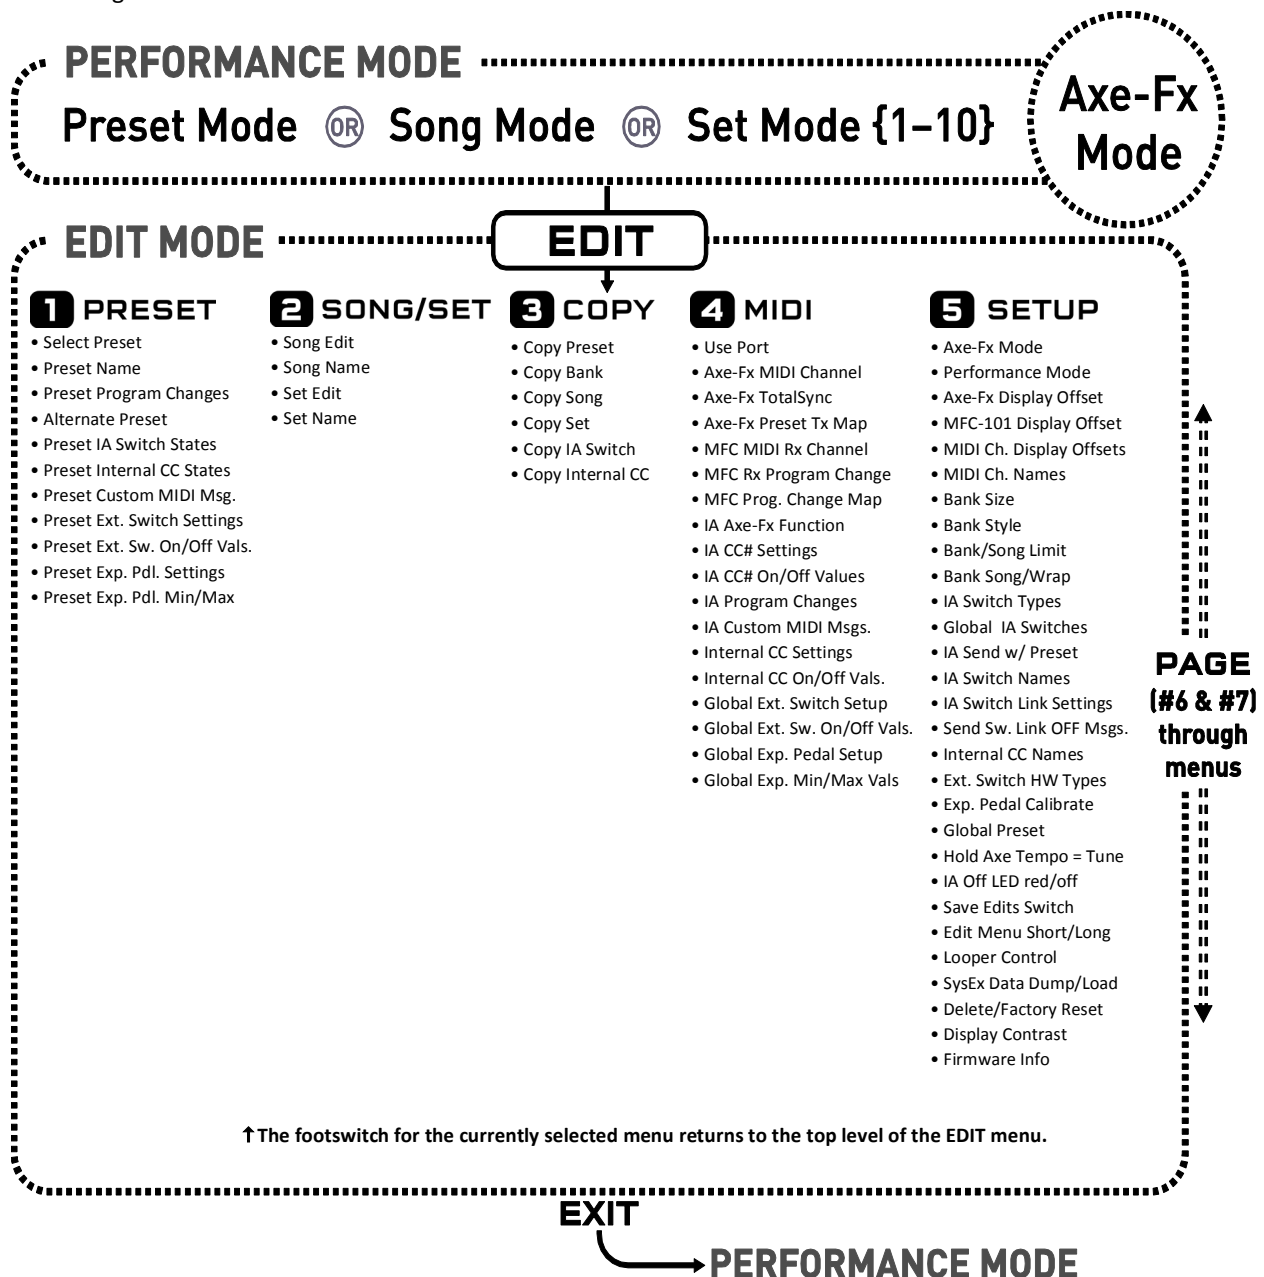 PERFORMANCE MODE
Preset Mode OR Song Mode OR Set Mode {1–10}
Axe-Fx
Mode
EDIT MODE
EDIT
1 PRESET
• Select Preset
• Preset Name
• Preset Program Changes
• Alternate Preset
• Preset IA Switch States
• Preset Internal CC States
• Preset Custom MIDI Msg.
• Preset Ext. Switch Settings
• Preset Ext. Sw. On/Off Vals.
• Preset Exp. Pdl. Settings
• Preset Exp. Pdl. Min/Max
2 SONG/SET
• Song Edit
• Song Name
• Set Edit
• Set Name
3 COPY
• Copy Preset
• Copy Bank
• Copy Song
• Copy Set
• Copy IA Switch
• Copy Internal CC
4 MIDI
• Use Port
• Axe-Fx MIDI Channel
• Axe-Fx TotalSync
• Axe-Fx Preset Tx Map
• MFC MIDI Rx Channel
• MFC Rx Program Change
• MFC Prog. Change Map
• IA Axe-Fx Function
• IA CC# Settings
• IA CC# On/Off Values
• IA Program Changes
• IA Custom MIDI Msgs.
• Internal CC Settings
• Internal CC On/Off Vals.
• Global Ext. Switch Setup
• Global Ext. Sw. On/Off Vals.
• Global Exp. Pedal Setup
• Global Exp. Min/Max Vals
5 SETUP
• Axe-Fx Mode
• Performance Mode
• Axe-Fx Display Offset
• MFC-101 Display Offset
• MIDI Ch. Display Offsets
• MIDI Ch. Names
• Bank Size
• Bank Style
• Bank/Song Limit
• Bank Song/Wrap
• IA Switch Types
• Global IA Switches
• IA Send w/ Preset
• IA Switch Names
• IA Switch Link Settings
• Send Sw. Link OFF Msgs.
• Internal CC Names
• Ext. Switch HW Types
• Exp. Pedal Calibrate
• Global Preset
• Hold Axe Tempo = Tune
• IA Off LED red/off
• Save Edits Switch
• Edit Menu Short/Long
• Looper Control
• SysEx Data Dump/Load
• Delete/Factory Reset
• Display Contrast
• Firmware Info
PAGE
(#6 & #7)
through
menus
↑The footswitch for the currently selected menu returns to the top level of the EDIT menu.
EXIT
PERFORMANCE MODE